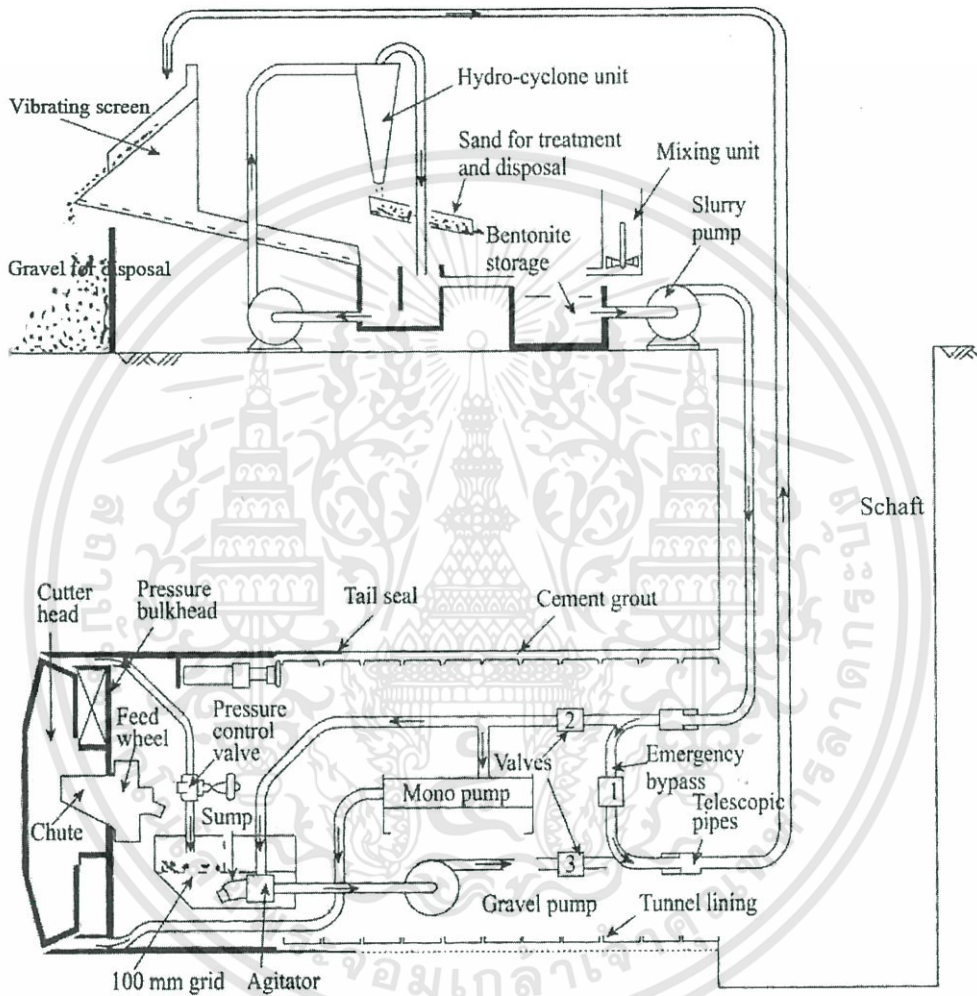 Hydro-cyclone unit
Vibrating screen
Sand for treatment
and disposal
Mixing unit
Slurry
pump
Bentonite
storage
Gravel for disposal
Schaft
Cutter
head
Pressure
bulkhead
Tail seal
Cement grout
Feed
wheel
Pressure
control
valve
2
Valves
Emergency
bypass
Mono pump
1
Telescopic
pipes
Chute
Sump
3
Gravel pump
Tunnel lining
100 mm grid
Agitator